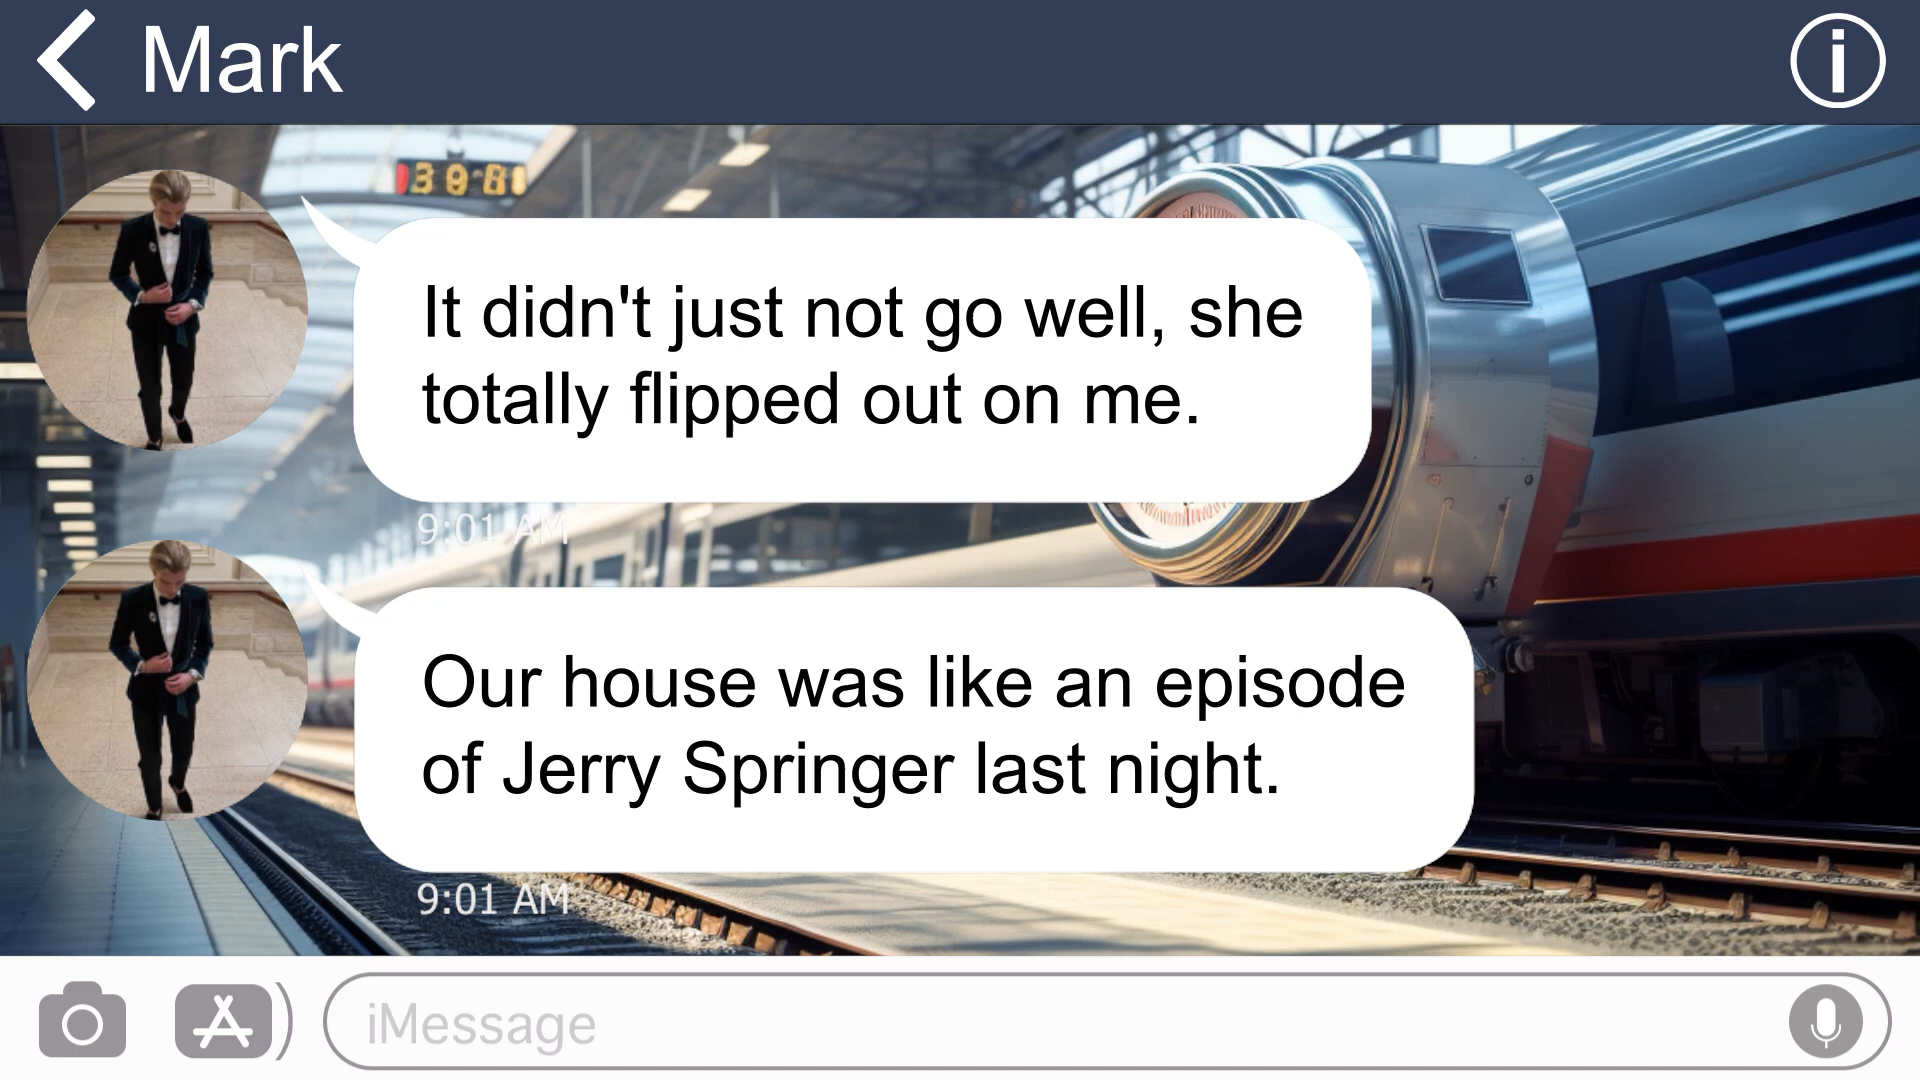 Mark
It didn't just not go well, she
totally flipped out on me.
9:01 AM
Our house was like an episode
of Jerry Springer last night.
9:01 AM
iMessage